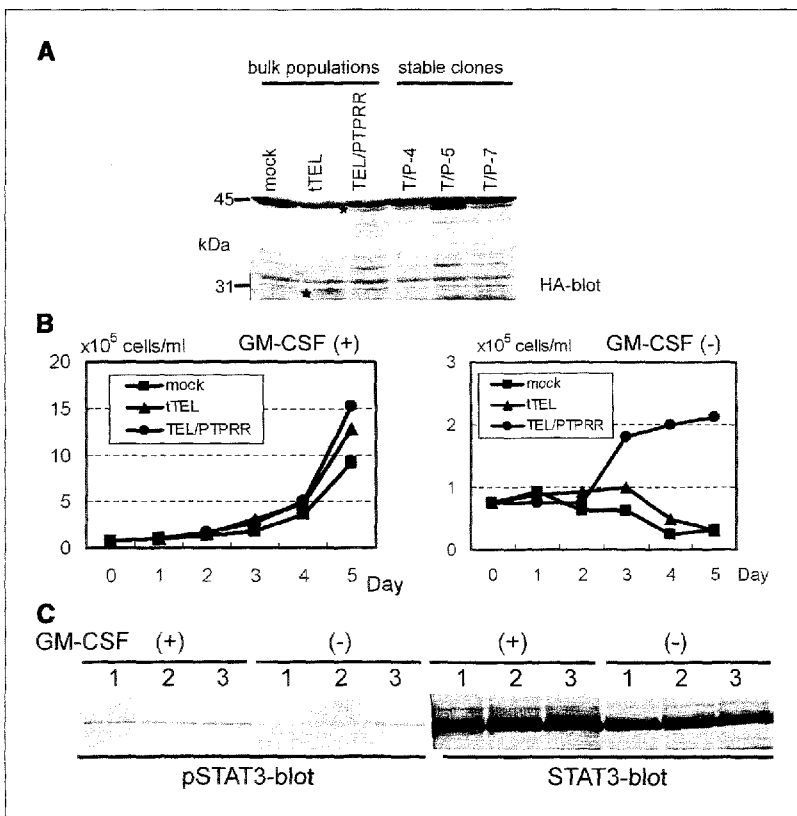 A
bulk populations stable clones
mock tTEL TEL/PTPRR T/P-4 T/P-5 T/P-7
45
kDa
31
HA-blot
B
x10⁵ cells/ml GM-CSF (+)
20
15
10
5
0
mock
tTEL
TEL/PTPRR
0 1 2 3 4 5 Day
x10⁵ cells/ml GM-CSF (-)
3
2
1
0
mock
tTEL
TEL/PTPRR
0 1 2 3 4 5 Day
C
GM-CSF (+) (-) (+) (-)
1 2 3 1 2 3 1 2 3 1 2 3
pSTAT3-blot STAT3-blot